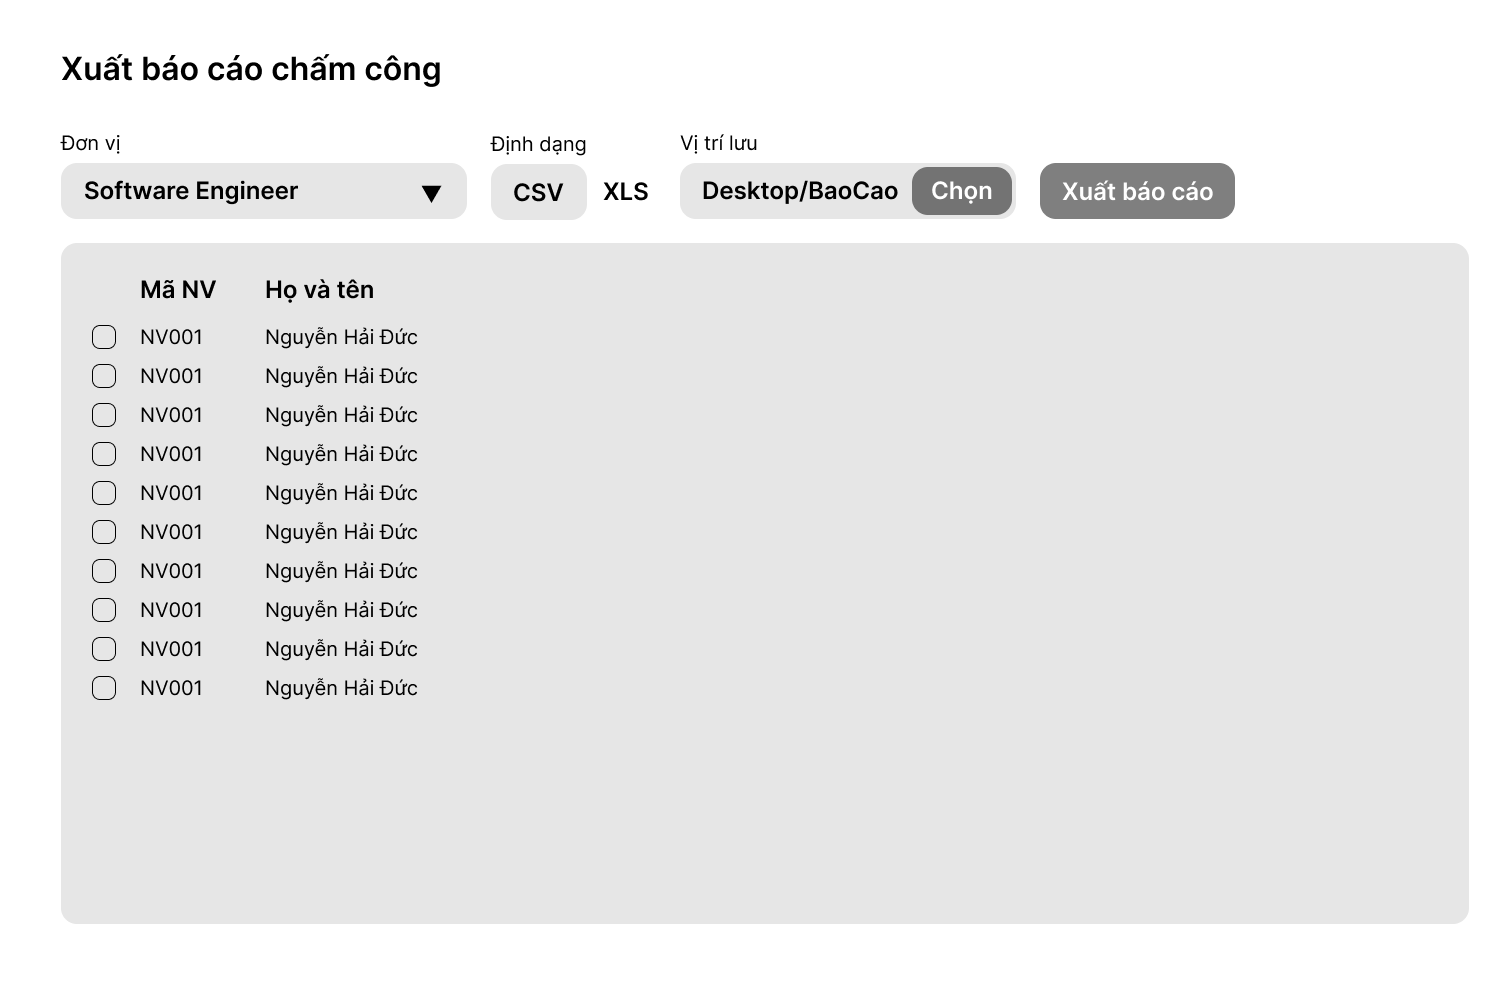 Xuất báo cáo chấm công
Đơn vị
Định dạng
Vị trí lưu
Software Engineer ▼
CSV
XLS
Desktop/BaoCao
Chọn
Xuất báo cáo
Mã NV Họ và tên
NV001 Nguyễn Hải Đức
NV001 Nguyễn Hải Đức
NV001 Nguyễn Hải Đức
NV001 Nguyễn Hải Đức
NV001 Nguyễn Hải Đức
NV001 Nguyễn Hải Đức
NV001 Nguyễn Hải Đức
NV001 Nguyễn Hải Đức
NV001 Nguyễn Hải Đức
NV001 Nguyễn Hải Đức